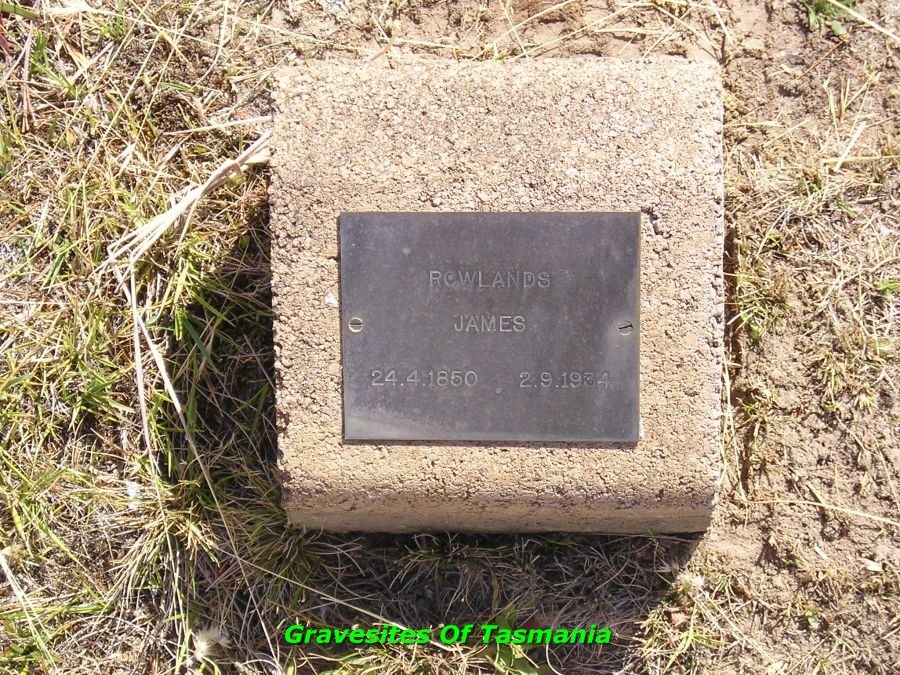 ROWLANDS
JAMES
24.4.1850 2.9.1934
Gravesites Of Tasmania